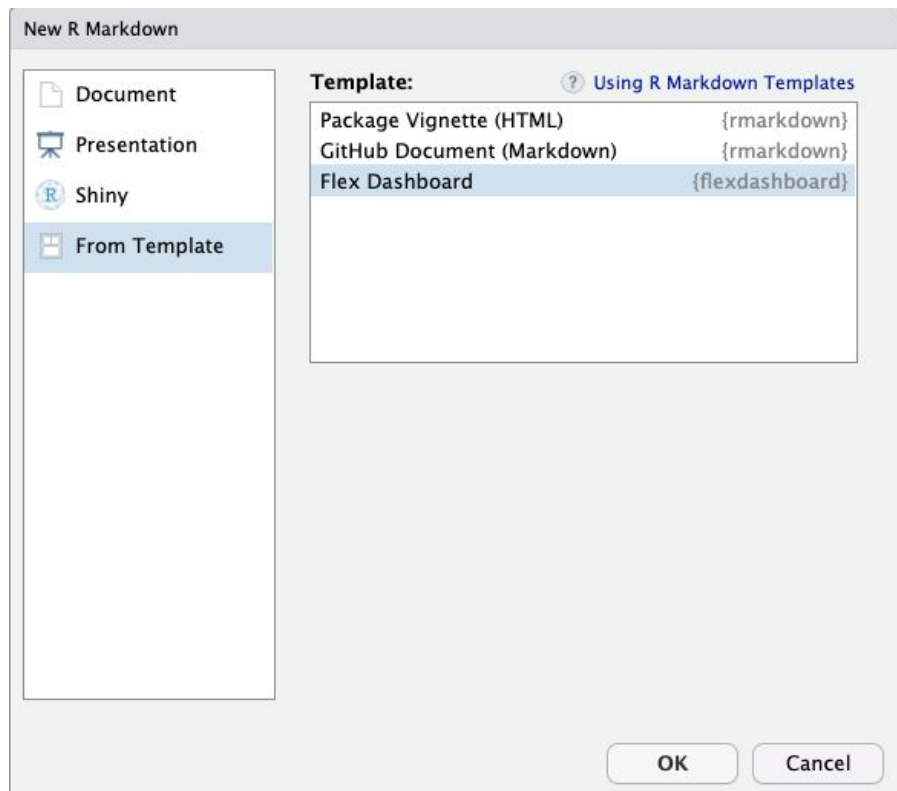 New R Markdown
Document
Presentation
R Shiny
From Template
Template: ? Using R Markdown Templates
Package Vignette (HTML) {rmarkdown}
GitHub Document (Markdown) {rmarkdown}
Flex Dashboard {flexdashboard}
OK Cancel